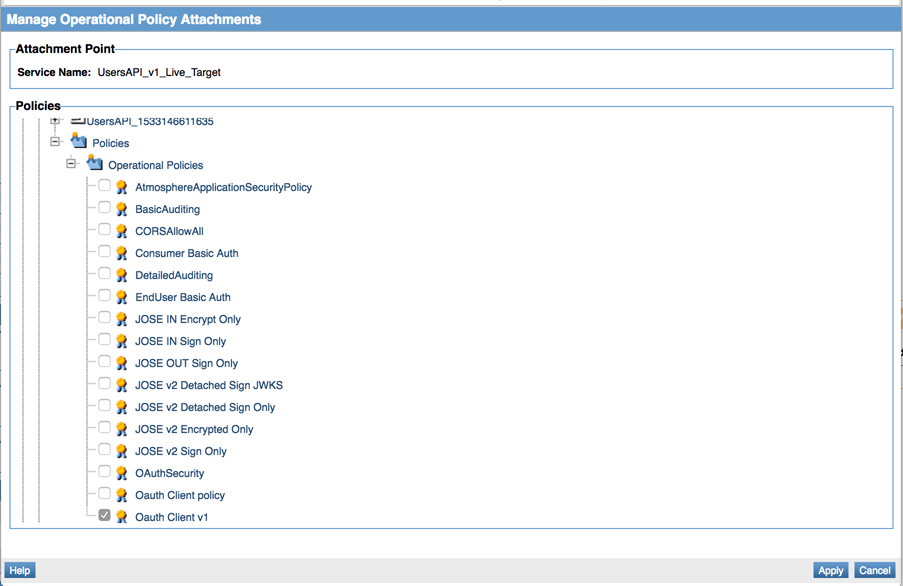 Manage Operational Policy Attachments
Attachment Point
Service Name: UsersAPI_v1_Live_Target
Policies
UsersAPI_1533146611635
Policies
Operational Policies
AtmosphereApplicationSecurityPolicy
BasicAuditing
CORSAllowAll
Consumer Basic Auth
DetailedAuditing
EndUser Basic Auth
JOSE IN Encrypt Only
JOSE IN Sign Only
JOSE OUT Sign Only
JOSE v2 Detached Sign JWKS
JOSE v2 Detached Sign Only
JOSE v2 Encrypted Only
JOSE v2 Sign Only
OAuthSecurity
Oauth Client policy
Oauth Client v1
Help Apply Cancel